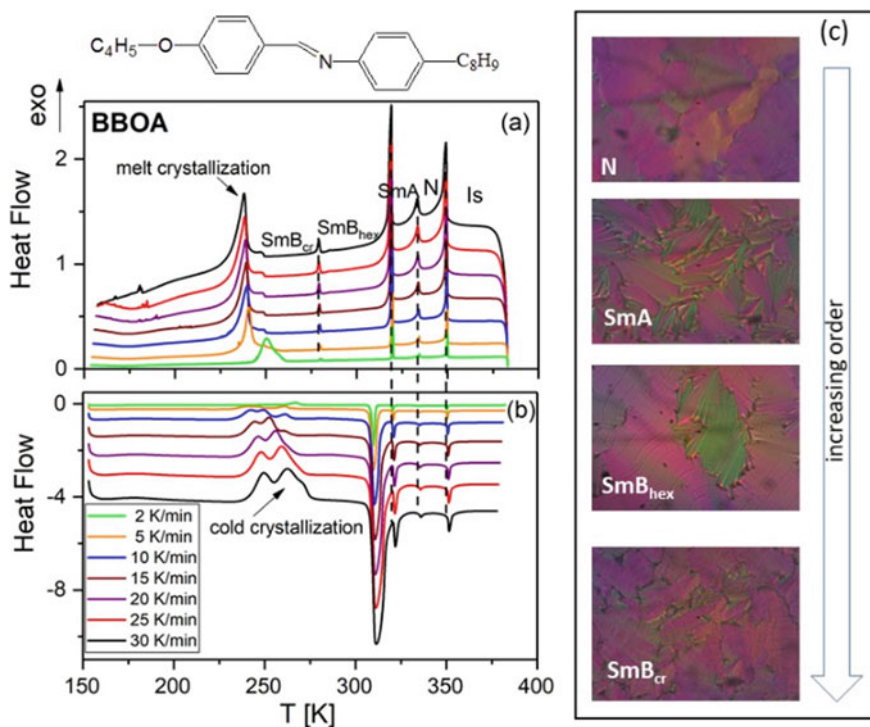 C4H5
O
N
C8H9
BBOA
(a)
exo
Heat Flow
melt crystallization
SmBcr
SmBhex
SmA
N
Is
2
1
0
(b)
0
-4
-8
Heat Flow
cold crystallization
2 K/min
5 K/min
10 K/min
15 K/min
20 K/min
25 K/min
30 K/min
150 200 250 300 350 400
T [K]
(c)
N
SmA
SmBhex
SmBcr
increasing order